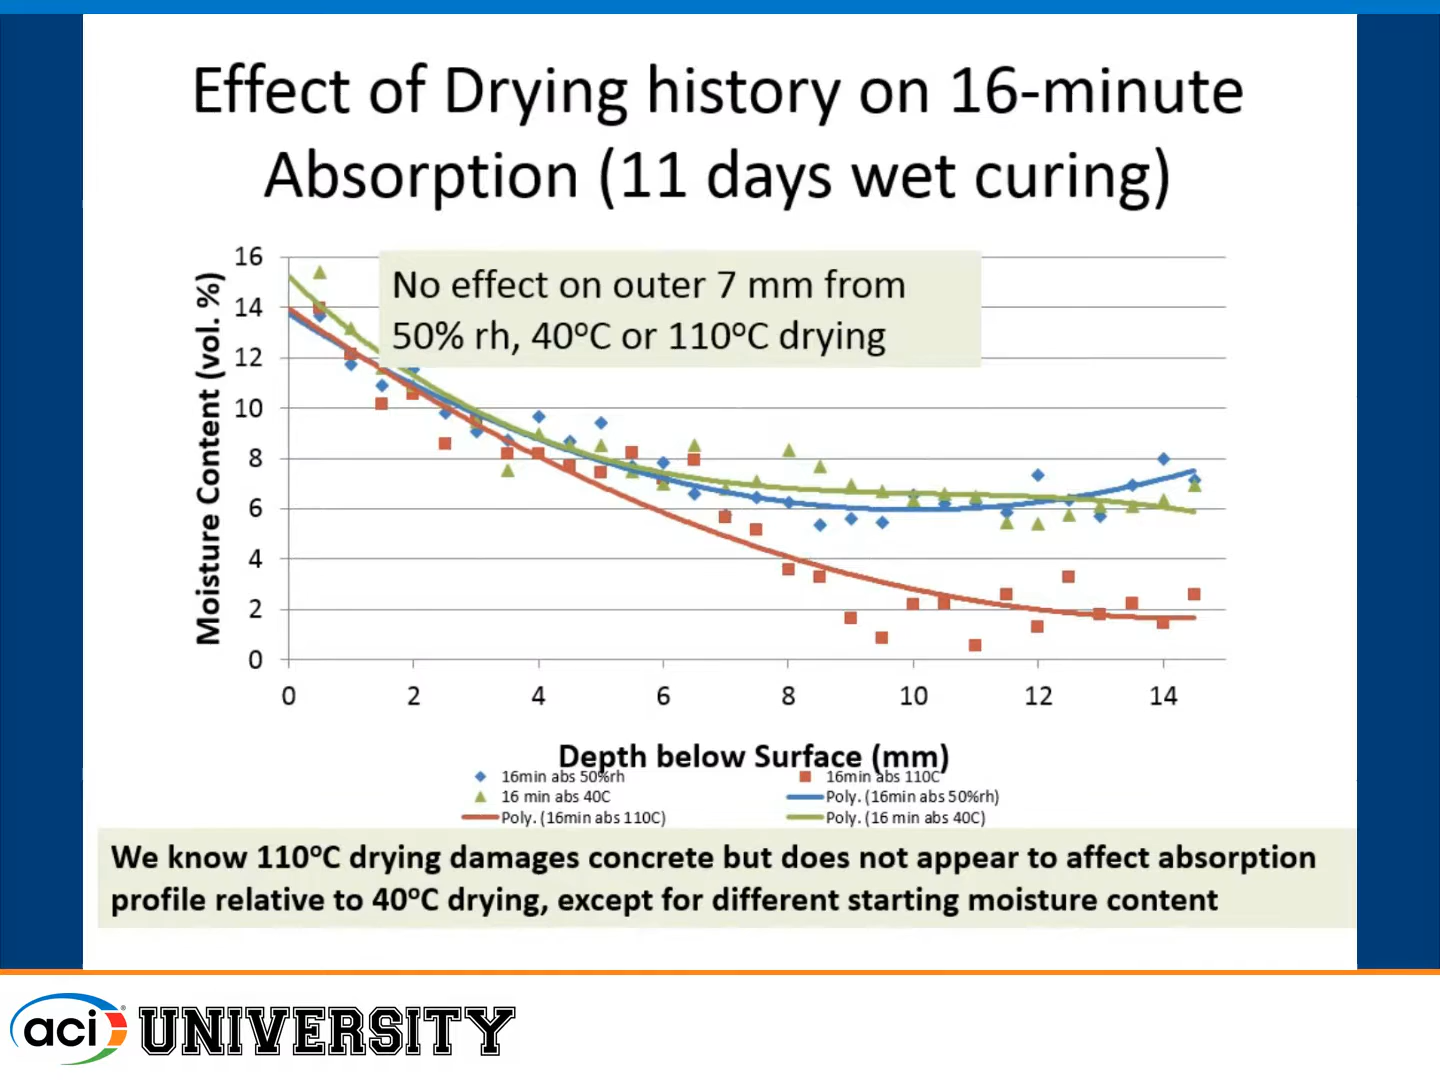 Effect of Drying history on 16-minute
Absorption (11 days wet curing)
No effect on outer 7 mm from
50% rh, 40°C or 110°C drying
Moisture Content (vol. %)
16
14
12
10
8
6
4
2
0
0 2 4 6 8 10 12 14
Depth below Surface (mm)
16min abs 50%rh 16min abs 110C
16 min abs 40C Poly. (16min abs 50%rh)
Poly. (16min abs 110C) Poly. (16 min abs 40C)
We know 110°C drying damages concrete but does not appear to affect absorption
profile relative to 40°C drying, except for different starting moisture content
aci UNIVERSITY